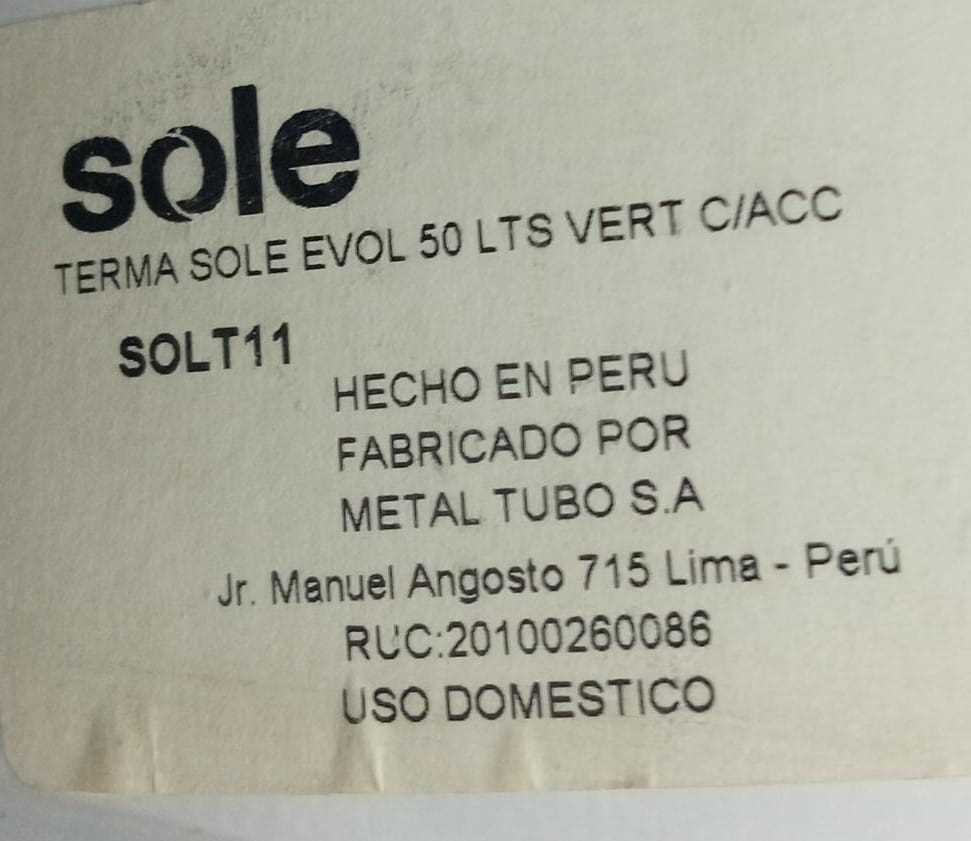 sole
TERMA SOLE EVOL 50 LTS VERT C/ACC
SOLT11
HECHO EN PERU
FABRICADO POR
METAL TUBO S.A
Jr. Manuel Angosto 715 Lima - Perú
RUC:20100260086
USO DOMESTICO